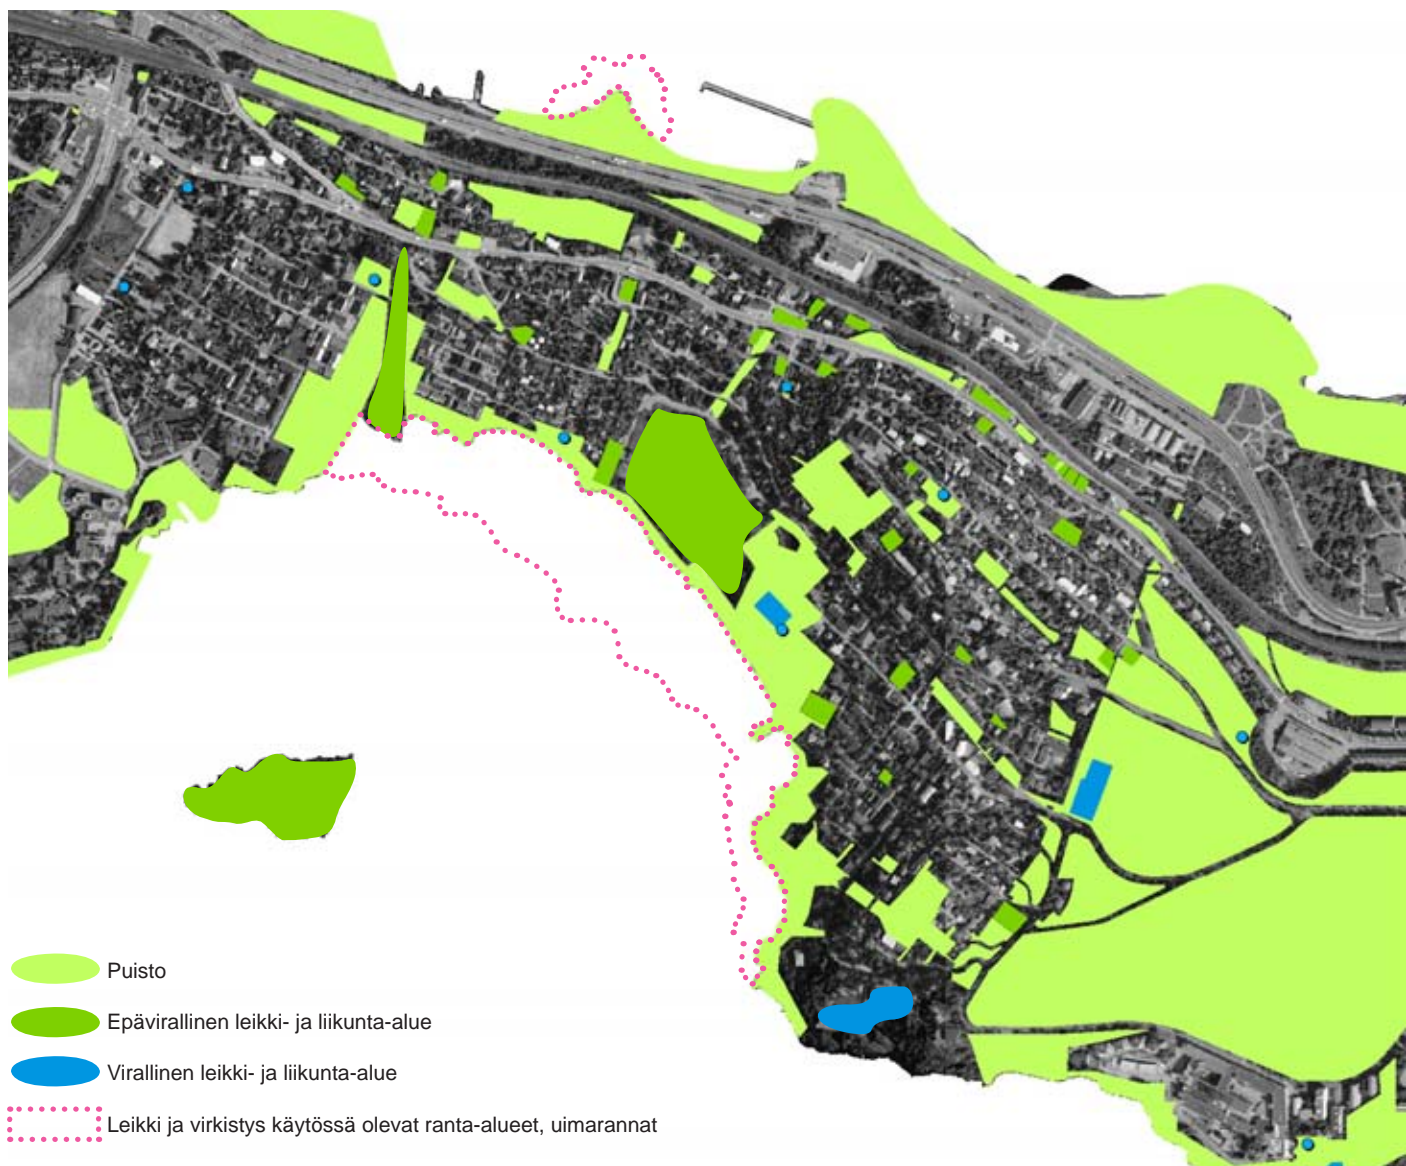 Puisto
Epävirallinen leikki- ja liikunta-alue
Virallinen leikki- ja liikunta-alue
Leikki ja virkistys käytössä olevat ranta-alueet, uimarannat